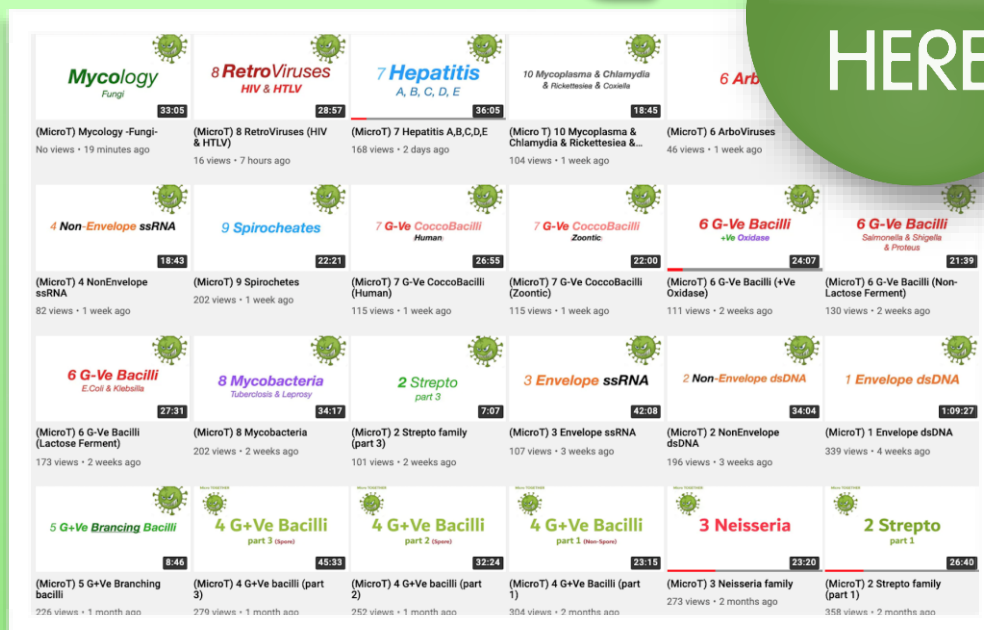 HERE
Mycology
Fungi
33:05
8 RetroViruses
HIV & HTLV
28:57
7 Hepatitis
A, B, C, D, E
36:05
10 Mycoplasma & Chlamydia
& Rickettesiea & Coxiella
18:45
6 Arb
(MicroT) Mycology -Fungi-
No views • 19 minutes ago
(MicroT) 8 RetroViruses (HIV
& HTLV)
16 views • 7 hours ago
(MicroT) 7 Hepatitis A,B,C,D,E
168 views • 2 days ago
(Micro T) 10 Mycoplasma &
Chlamydia & Rickettesiea &...
104 views • 1 week ago
(MicroT) 6 ArboViruses
46 views • 1 week ago
4 Non-Envelope ssRNA
18:43
9 Spirocheates
22:21
7 G-Ve CoccoBacilli
Human
26:55
7 G-Ve CoccoBacilli
Zoontic
22:00
6 G-Ve Bacilli
+Ve Oxidase
24:07
6 G-Ve Bacilli
Salmonella & Shigella
& Proteus
21:39
(MicroT) 4 NonEnvelope
ssRNA
82 views • 1 week ago
(MicroT) 9 Spirochetes
202 views • 1 week ago
(MicroT) 7 G-Ve CoccoBacilli
(Human)
115 views • 1 week ago
(MicroT) 7 G-Ve CoccoBacilli
(Zoontic)
115 views • 1 week ago
(MicroT) 6 G-Ve Bacilli (+Ve
Oxidase)
111 views • 2 weeks ago
(MicroT) 6 G-Ve Bacilli (Non-
Lactose Ferment)
130 views • 2 weeks ago
6 G-Ve Bacilli
E.Coli & Klebsilla
27:31
8 Mycobacteria
Tuberclosis & Leprosy
34:17
2 Strepto
part 3
7:07
3 Envelope ssRNA
42:08
2 Non-Envelope dsDNA
34:04
1 Envelope dsDNA
1:09:27
(MicroT) 6 G-Ve Bacilli
(Lactose Ferment)
173 views • 2 weeks ago
(MicroT) 8 Mycobacteria
202 views • 2 weeks ago
(MicroT) 2 Strepto family
(part 3)
101 views • 2 weeks ago
(MicroT) 3 Envelope ssRNA
107 views • 3 weeks ago
(MicroT) 2 NonEnvelope
dsDNA
196 views • 3 weeks ago
(MicroT) 1 Envelope dsDNA
339 views • 4 weeks ago
5 G+Ve Brancing Bacilli
8:46
Micro TOGETHER
4 G+Ve Bacilli
part 3 (Spore)
45:33
Micro TOGETHER
4 G+Ve Bacilli
part 2 (Spore)
32:24
Micro TOGETHER
4 G+Ve Bacilli
part 1 (Non-Spore)
23:15
Micro TOGETHER
3 Neisseria
23:20
Micro TOGETHER
2 Strepto
part 1
26:40
(MicroT) 5 G+Ve Branching
bacilli
226 views • 1 month ago
(MicroT) 4 G+Ve bacilli (part
3)
279 views • 1 month ago
(MicroT) 4 G+Ve bacilli (part
2)
252 views • 1 month ago
(MicroT) 4 G+Ve Bacilli (part
1)
304 views • 2 months ago
(MicroT) 3 Neisseria family
273 views • 2 months ago
(MicroT) 2 Strepto family
(part 1)
358 views • 2 months ago